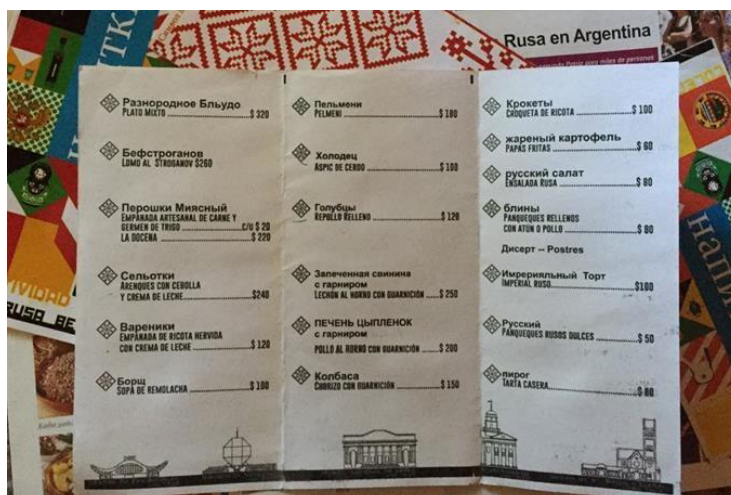 Rusa en Argentina
Разнородное Блъудо
PLATO MIXTO $ 320
Бефстроганов
LOMO AL STROGANOV $260
Перошки Миясный
EMPANADA ARTESANAL DE CARNE Y
GERMEN DE TRIGO C/U $ 20
LA DOCENA $ 220
Сельотки
ARENQUES CON CEBOLLA
Y CREMA DE LECHE $240
Вареники
EMPANADA DE RICOTA HERVIDA
CON CREMA DE LECHE $ 120
Борщ
SOPA DE REMOLACHA $ 100
Пельмени
PELMENI $ 180
Холодец
ASPIC DE CERDO $ 100
Голубцы
REPOLLO RELLENO $ 120
Запеченная свинина
с гарниром
LECHON AL HORNO CON GUARNICIÓN $ 250
ПЕЧЕНЬ ЦЫПЛЕНОК
с гарниром
POLLO AL HORNO CON GUARNICIÓN $ 200
Колбаса
CHORIZO CON GUARNICIÓN $ 150
Крокеты
CROQUETA DE RICOTA $ 100
жареный картофель
PAPAS FRITAS $ 60
русский салат
ENSALADA RUSA $ 80
блины
PANQUEQUES RELLENOS
CON ATÚN O POLLO $ 80
Дисерт -- Postres
Имрерияльный Торт
IMPERIAL RUSO $100
Русский
PANQUEQUES RUSOS DULCES $ 50
пирог
TARTA CASERA $ 80